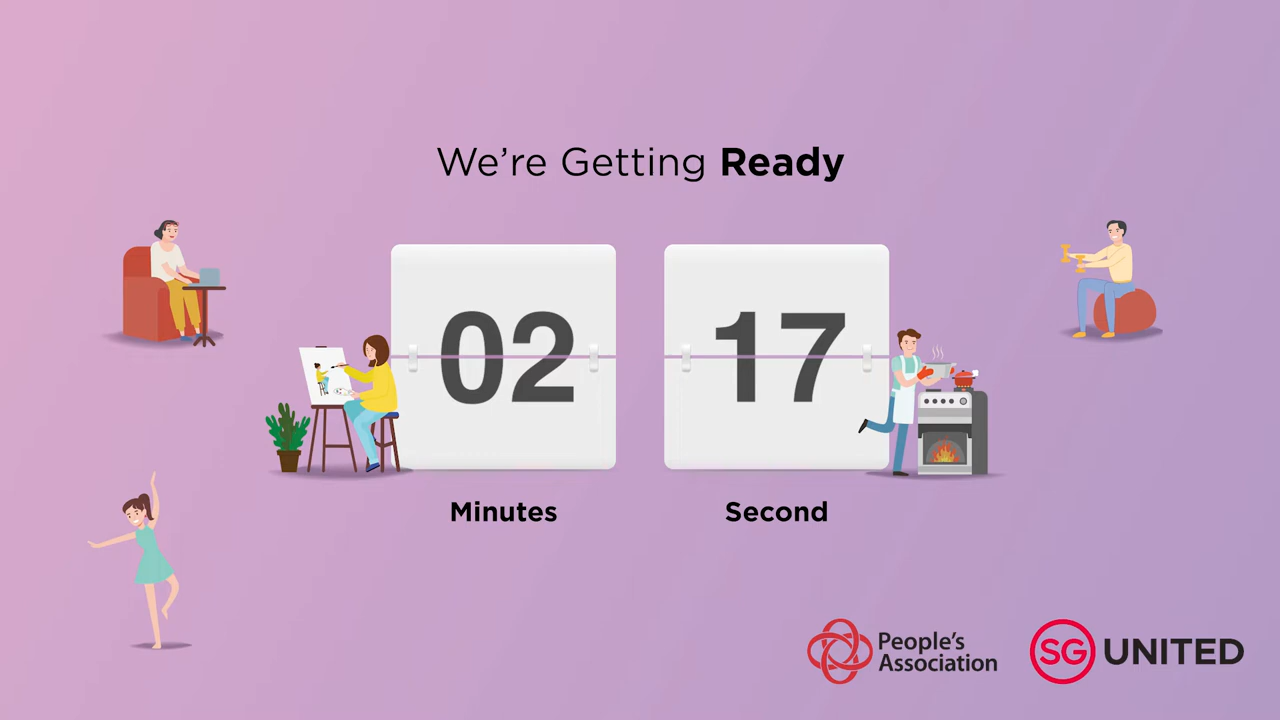 We're Getting Ready
02
17
Minutes
Second
People's
Association
SG UNITED